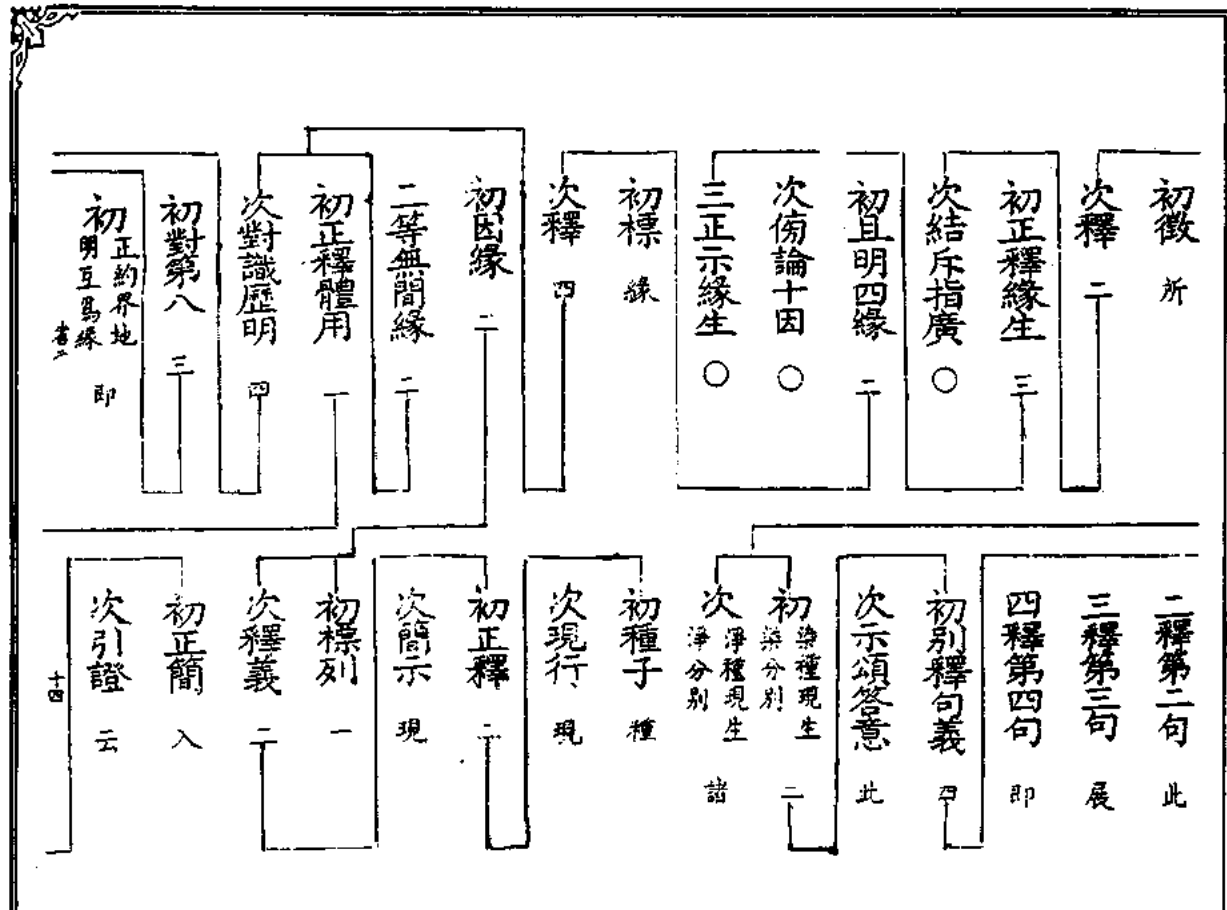 初徵 所
次釋 二
初正釋緣生 三
次結斥指廣 ○
初且明四緣 二
次傍論十因 ○
三正示緣生 ○
初標 緣
次釋 四
初因緣 二
二等無間緣 二
初正釋體用 一
次對識歷明 四
初對第八 三
初 正約界地
明互爲緣 即
二釋第二句 此
三釋第三句 展
四釋第四句 即
初別釋句義 四
次示頌答意 此
初 染種現生
染分別 二
次 淨種現生
淨分別 諸
初種子 種
次現行 現
初正釋 二
次簡示 現
初標列 一
次釋義 二
初正簡 入
次引證 云
十四